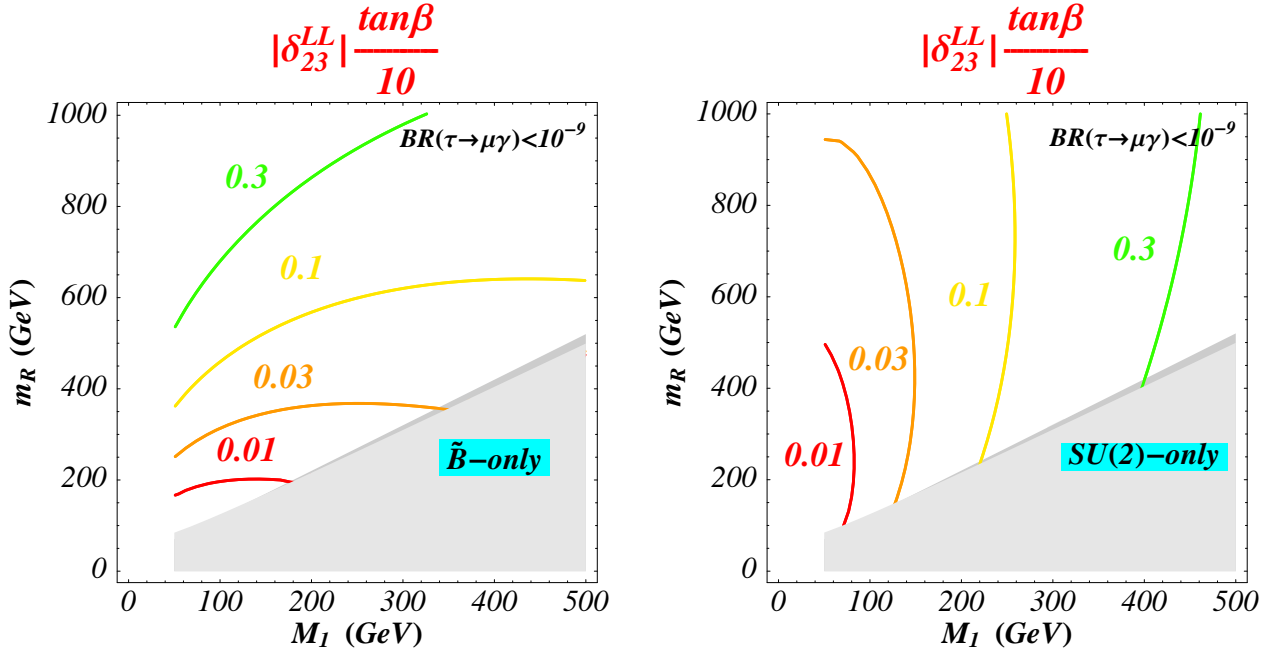 |δ_23^LL| tanβ/10
BR(τ→μγ)<10^-9
0.3
0.1
0.03
0.01
B̃-only
1000
800
600
400
200
0
m_R (GeV)
0 100 200 300 400 500
M_1 (GeV)
|δ_23^LL| tanβ/10
BR(τ→μγ)<10^-9
0.03
0.1
0.3
0.01
SU(2)-only
1000
800
600
400
200
0
m_R (GeV)
0 100 200 300 400 500
M_1 (GeV)